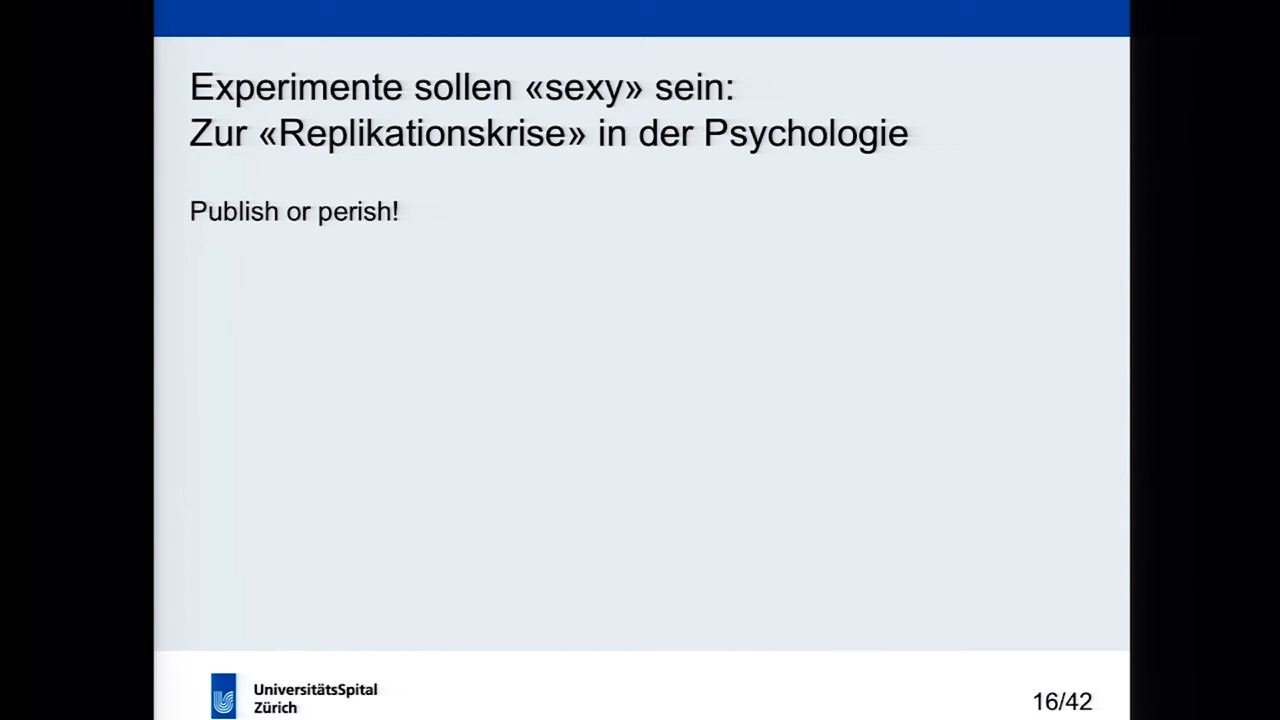 Experimente sollen «sexy» sein:
Zur «Replikationskrise» in der Psychologie
Publish or perish!
UniversitätsSpital
Zürich
16/42